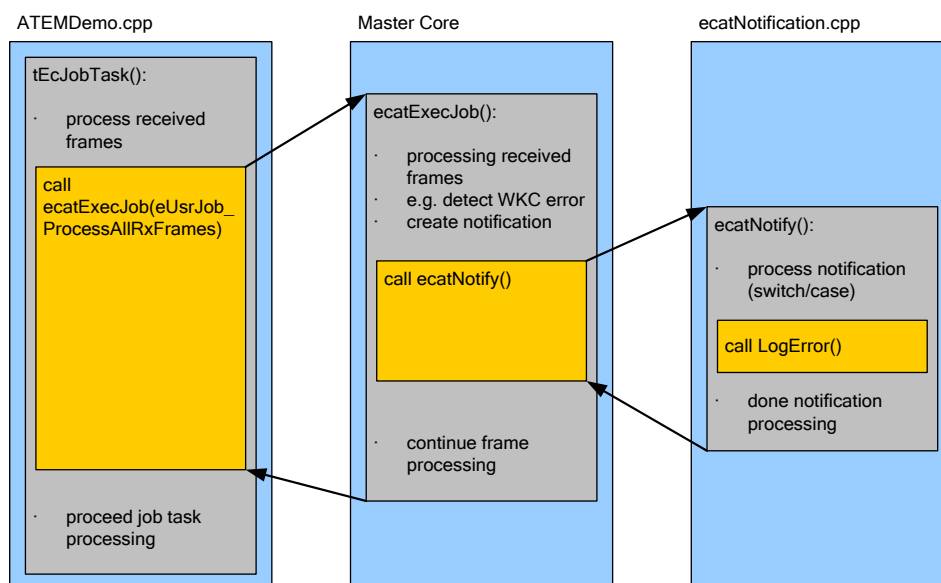 ATEMDemo.cpp
tEcJobTask():
· process received
frames
call
ecatExecJob(eUsrJob_
ProcessAllRxFrames)
· proceed job task
processing
Master Core
ecatExecJob():
· processing received
frames
· e.g. detect WKC error
· create notification
call ecatNotify()
· continue frame
processing
ecatNotification.cpp
ecatNotify():
· process notification
(switch/case)
call LogError()
· done notification
processing